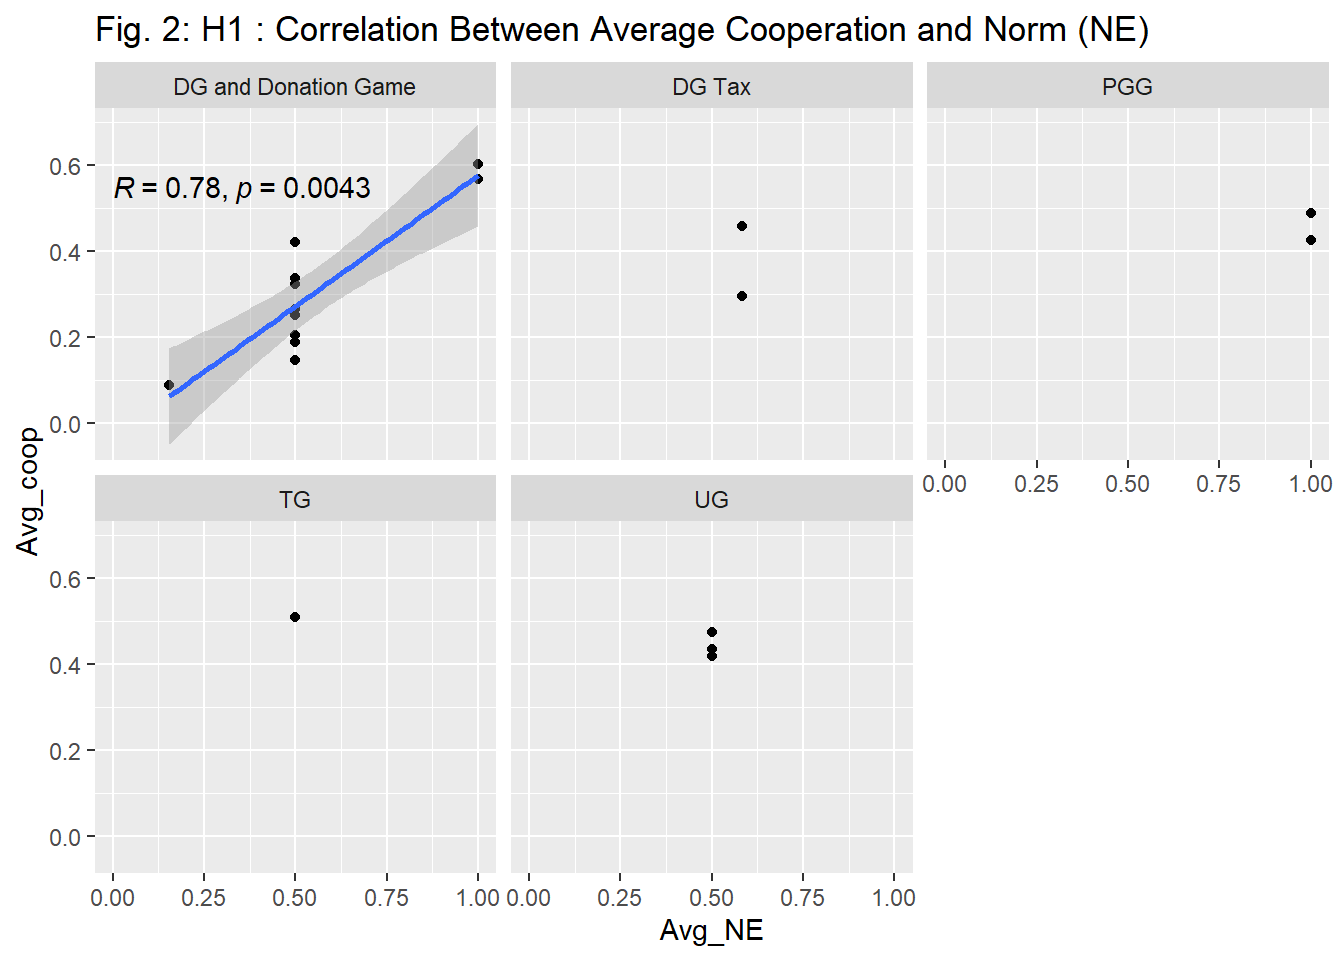 Fig. 2: H1 : Correlation Between Average Cooperation and Norm (NE)
DG and Donation Game
DG Tax
PGG
R = 0.78, p = 0.0043
0.6
0.4
0.2
0.0
0.00 0.25 0.50 0.75 1.00
TG
UG
0.6
0.4
0.2
0.0
0.00 0.25 0.50 0.75 1.00
0.00 0.25 0.50 0.75 1.00
Avg_coop
Avg_NE